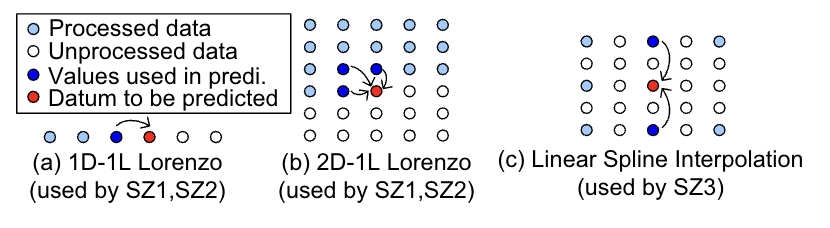 Processed data
Unprocessed data
Values used in predi.
Datum to be predicted
(a) 1D-1L Lorenzo
(used by SZ1,SZ2)
(b) 2D-1L Lorenzo
(used by SZ1,SZ2)
(c) Linear Spline Interpolation
(used by SZ3)